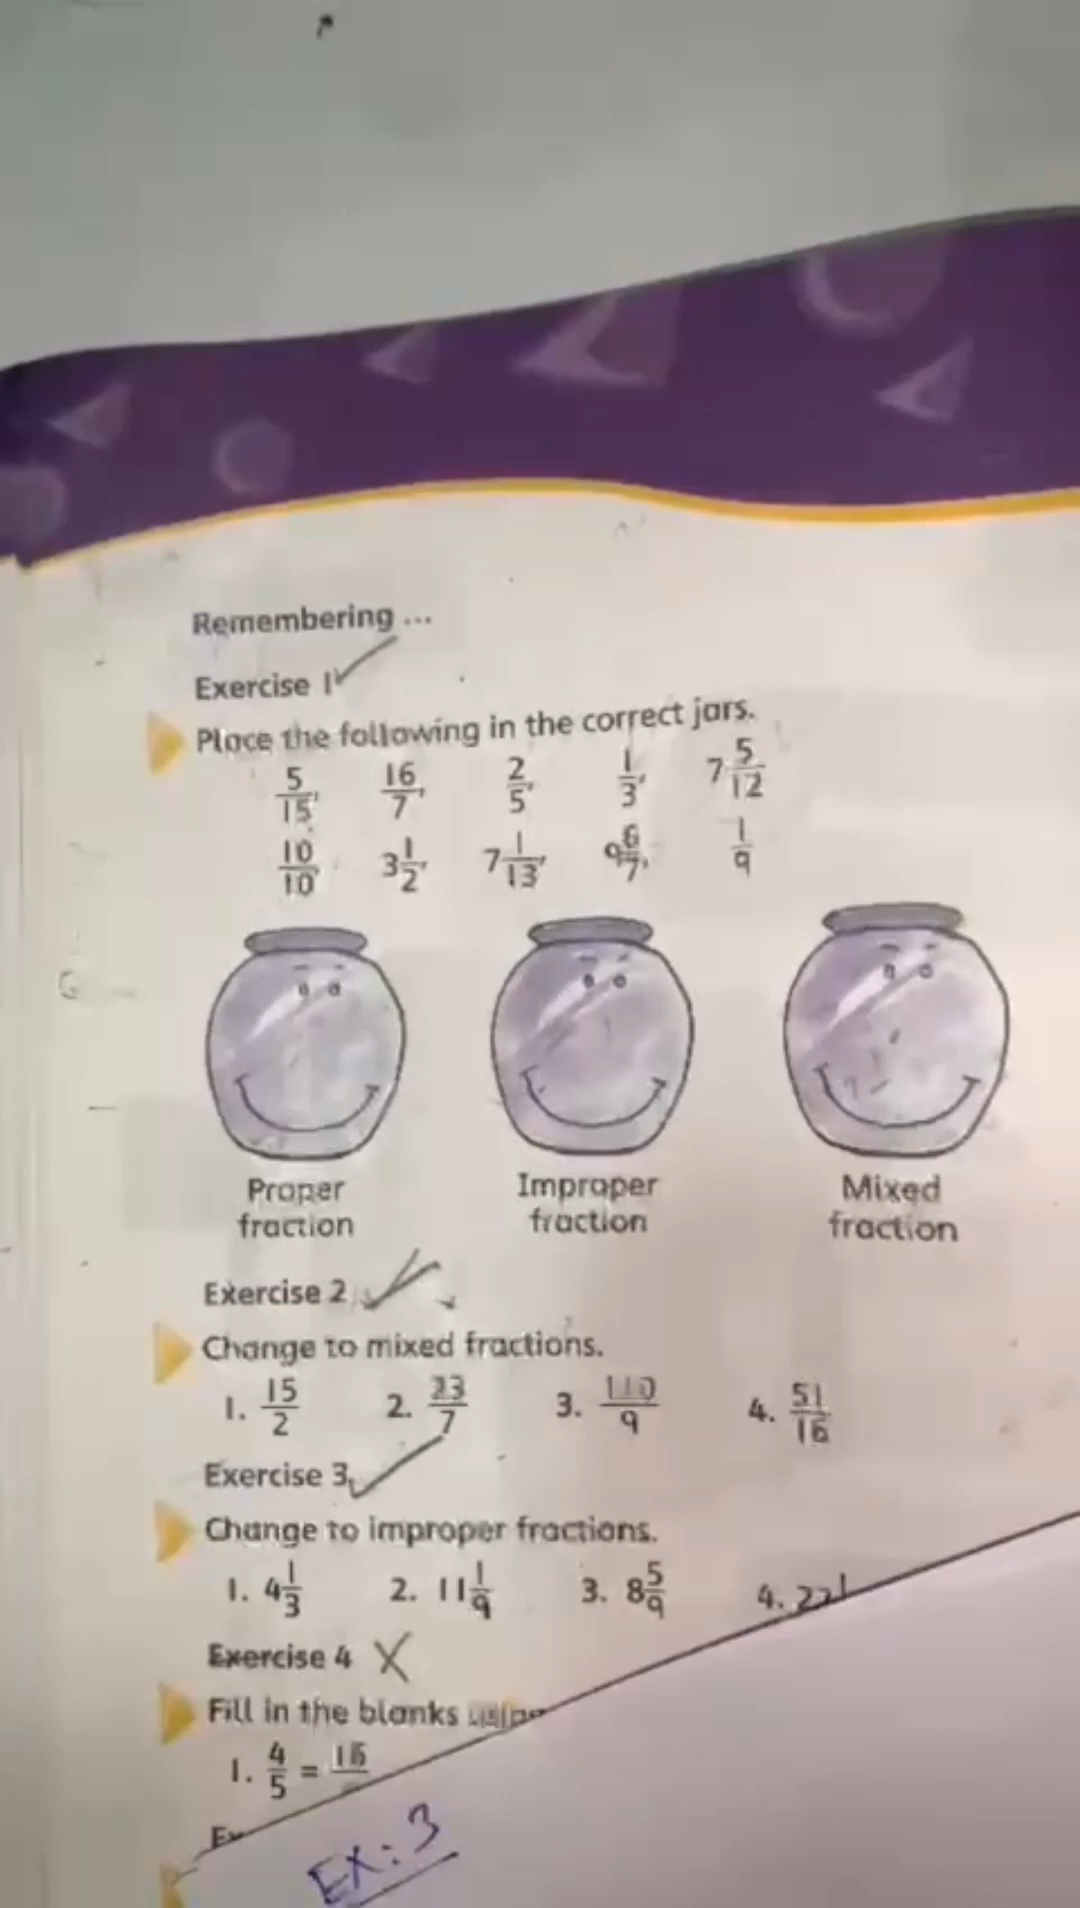 Remembering ...
Exercise 1
Place the following in the correct jars.
5/15, 16/7, 2/5, 1/3, 7 5/12
10/10 3 1/2, 7 1/13, 9 6/7, 1/9
Proper fraction
Improper fraction
Mixed fraction
Exercise 2
Change to mixed fractions.
1. 15/2 2. 23/7 3. 110/9 4. 51/16
Exercise 3
Change to improper fractions.
1. 4 1/3 2. 11 1/9 3. 8 5/9 4. 22
Exercise 4
Fill in the blanks
1. 4/5 = 16
EX: 3